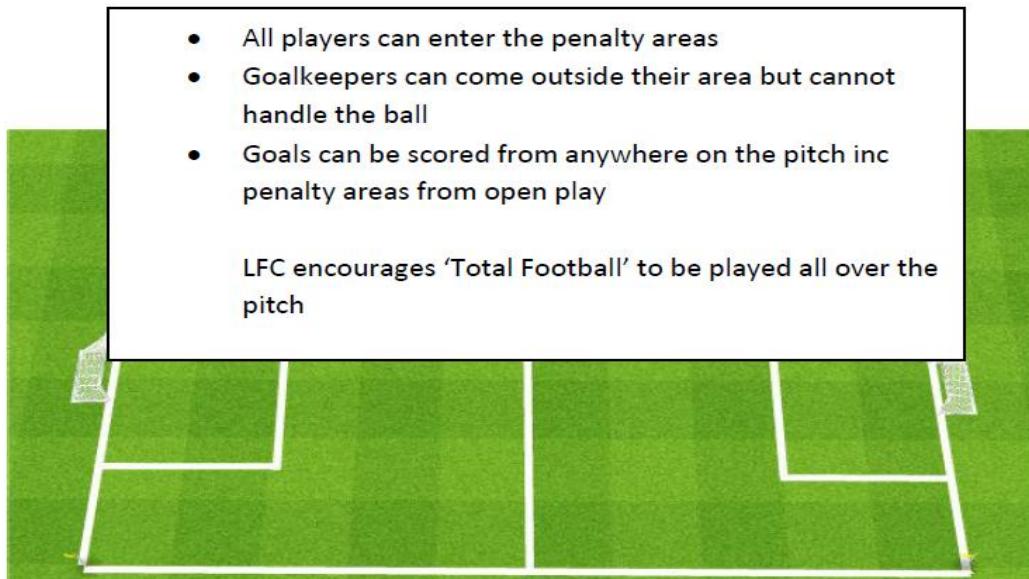 • All players can enter the penalty areas
• Goalkeepers can come outside their area but cannot
handle the ball
• Goals can be scored from anywhere on the pitch inc
penalty areas from open play
LFC encourages ‘Total Football’ to be played all over the
pitch